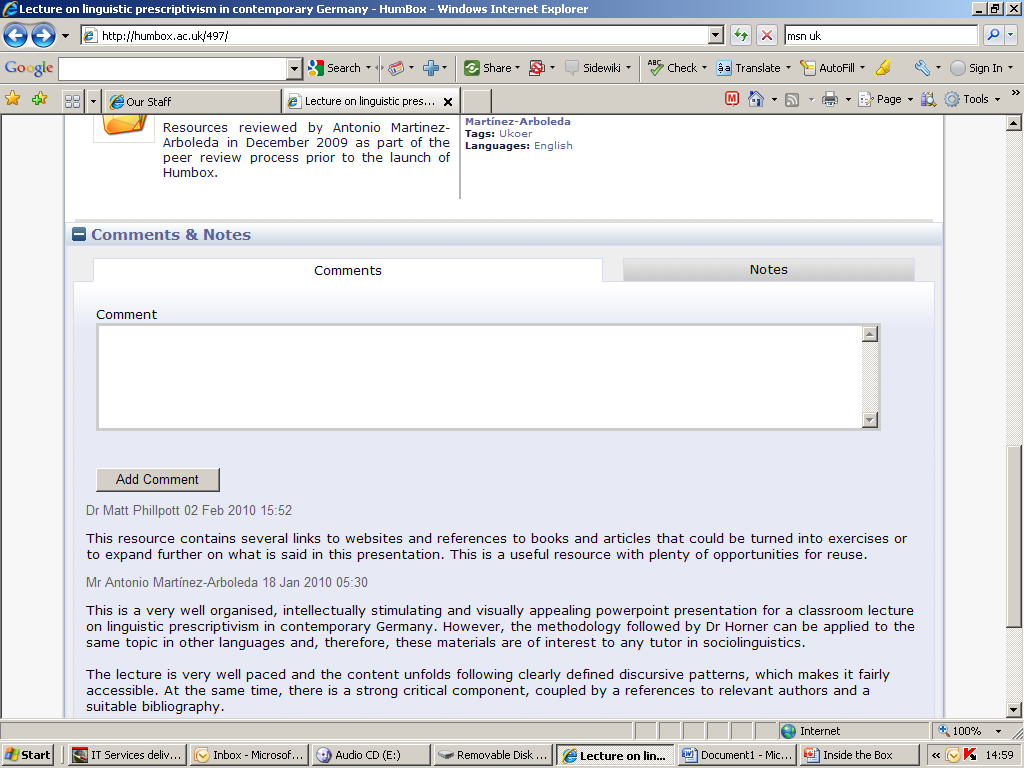 Lecture on linguistic prescriptivism in contemporary Germany - HumBox - Windows Internet Explorer
http://humbox.ac.uk/497/
msn uk
Google
Search
Share
Sidewiki
Check
Translate
AutoFill
Sign In
Our Staff
Lecture on linguistic pres...
Page
Tools
Resources reviewed by Antonio Martinez-
Arboleda in December 2009 as part of the
peer review process prior to the launch of
Humbox.
Martínez-Arboleda
Tags: Ukoer
Languages: English
Comments & Notes
Comments
Notes
Comment
Add Comment
Dr Matt Phillpott 02 Feb 2010 15:52
This resource contains several links to websites and references to books and articles that could be turned into exercises or
to expand further on what is said in this presentation. This is a useful resource with plenty of opportunities for reuse.
Mr Antonio Martínez-Arboleda 18 Jan 2010 05:30
This is a very well organised, intellectually stimulating and visually appealing powerpoint presentation for a classroom lecture
on linguistic prescriptivism in contemporary Germany. However, the methodology followed by Dr Horner can be applied to the
same topic in other languages and, therefore, these materials are of interest to any tutor in sociolinguistics.
The lecture is very well paced and the content unfolds following clearly defined discursive patterns, which makes it fairly
accessible. At the same time, there is a strong critical component, coupled by a references to relevant authors and a
suitable bibliography.
Internet
100%
Start
IT Services deliv...
Inbox - Microsof...
Audio CD (E:)
Removable Disk ...
Lecture on lin...
Document1 - Mic...
Inside the Box
14:59